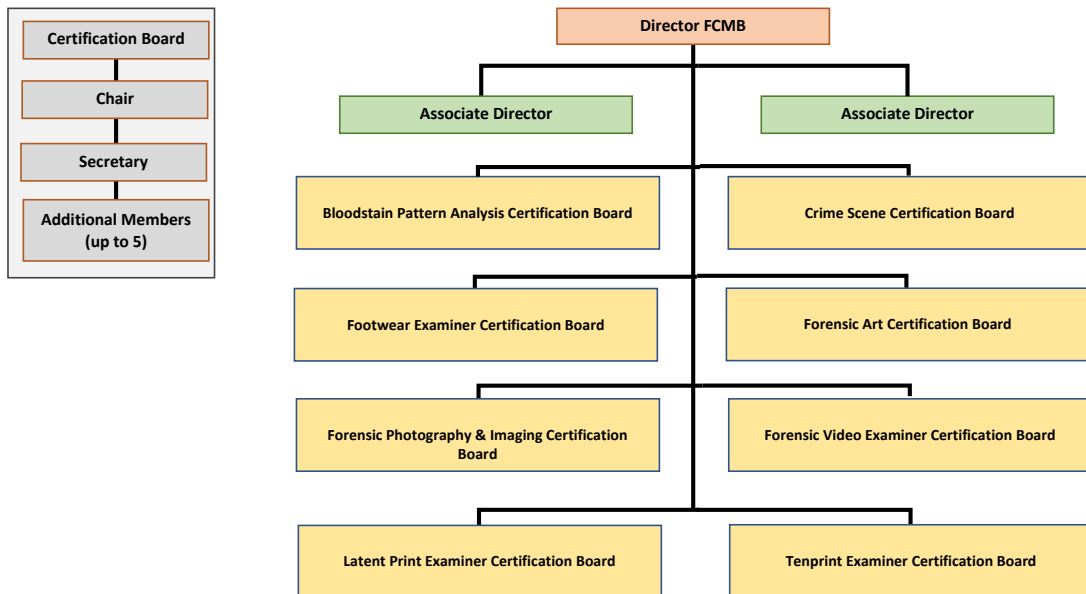 Certification Board
Chair
Secretary
Additional Members
(up to 5)
Director FCMB
Associate Director
Associate Director
Bloodstain Pattern Analysis Certification Board
Crime Scene Certification Board
Footwear Examiner Certification Board
Forensic Art Certification Board
Forensic Photography & Imaging Certification
Board
Forensic Video Examiner Certification Board
Latent Print Examiner Certification Board
Tenprint Examiner Certification Board